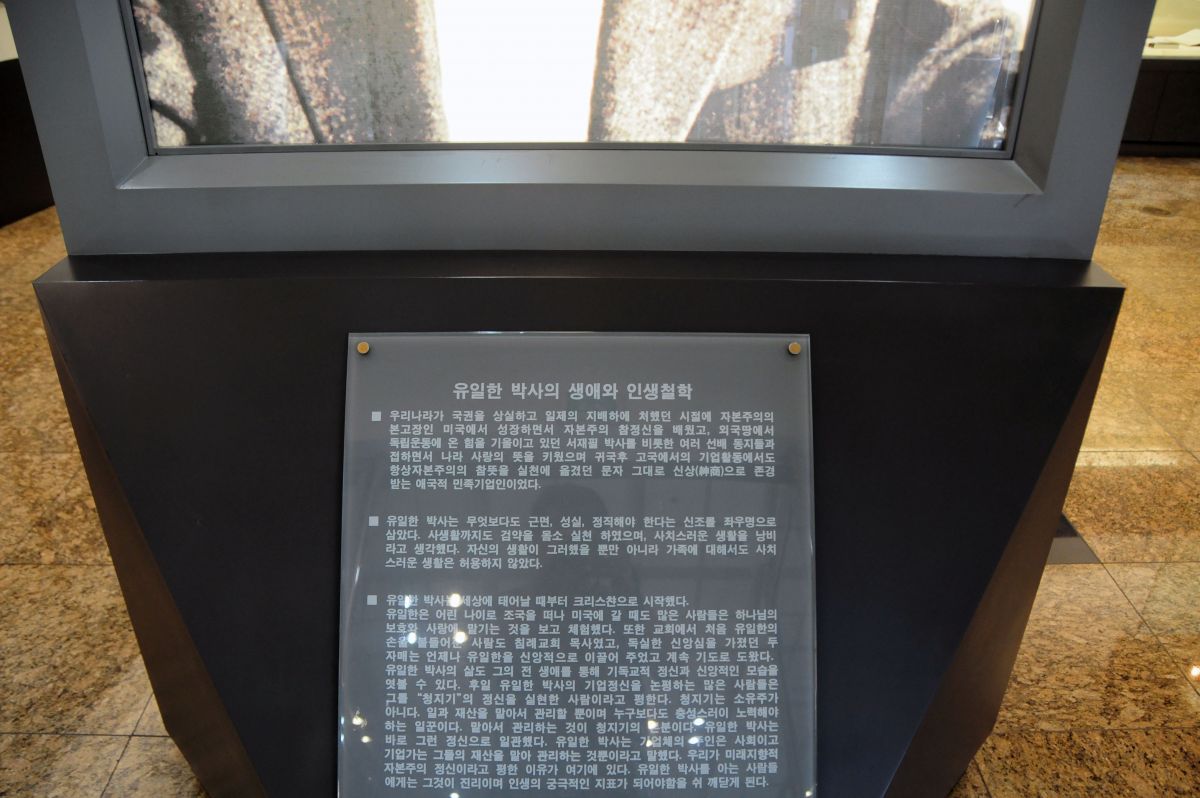 유일한 박사의 생애와 인생철학
■ 우리나라가 국권을 상실하고 일제의 지배하에 처했던 시절에 자본주의의
본고장인 미국에서 성장하면서 자본주의 참정신을 배웠고, 외국땅에서
독립운동에 온 힘을 기울이고 있던 서재필 박사를 비롯한 여러 선배 동지들과
접하면서 나라 사랑의 뜻을 키웠으며 귀국후 고국에서의 기업활동에서도
항상자본주의의 참뜻을 실천에 옮겼던 문자 그대로 신상(神商)으로 존경
받는 애국적 민족기업인이었다.
■ 유일한 박사는 무엇보다도 근면, 성실, 정직해야 한다는 신조를 좌우명으로
삼았다. 사생활까지도 검약을 몸소 실천 하였으며, 사치스러운 생활을 낭비
라고 생각했다. 자신의 생활이 그러했을 뿐만 아니라 가족에 대해서도 사치
스러운 생활은 허용하지 않았다.
■ 유일한 박사는 세상에 태어날 때부터 크리스챤으로 시작했다.
유일한은 어린 나이로 조국을 떠나 미국에 갈 때도 많은 사람들은 하나님의
보호와 사랑에 맡기는 것을 보고 체험했다. 또한 교회에서 처음 유일한의
손을 붙들어준 사람도 침례교회 목사였고, 독실한 신앙심을 가졌던 두
자매는 언제나 유일한을 신앙적으로 이끌어 주었고 계속 기도로 도왔다.
유일한 박사의 삶도 그의 전 생애를 통해 기독교적 정신과 신앙적인 모습을
엿볼 수 있다. 후일 유일한 박사의 기업정신을 논평하는 많은 사람들은
그를 "청지기"의 정신을 실현한 사람이라고 평한다. 청지기는 소유주가
아니다. 일과 재산을 맡아서 관리할 뿐이며 누구보다도 충성스러이 노력해야
하는 일꾼이다. 맡아서 관리하는 것이 청지기의 본분이다. 유일한 박사는
바로 그런 정신으로 일관했다. 유일한 박사는 기업체의 주인은 사회이고
기업가는 그들의 재산을 맡아 관리하는 것뿐이라고 말했다. 우리가 미래지향적
자본주의 정신이라고 평한 이유가 여기에 있다. 유일한 박사를 아는 사람들
에게는 그것이 진리이며 인생의 궁극적인 지표가 되어야함을 쉬 깨닫게 된다.